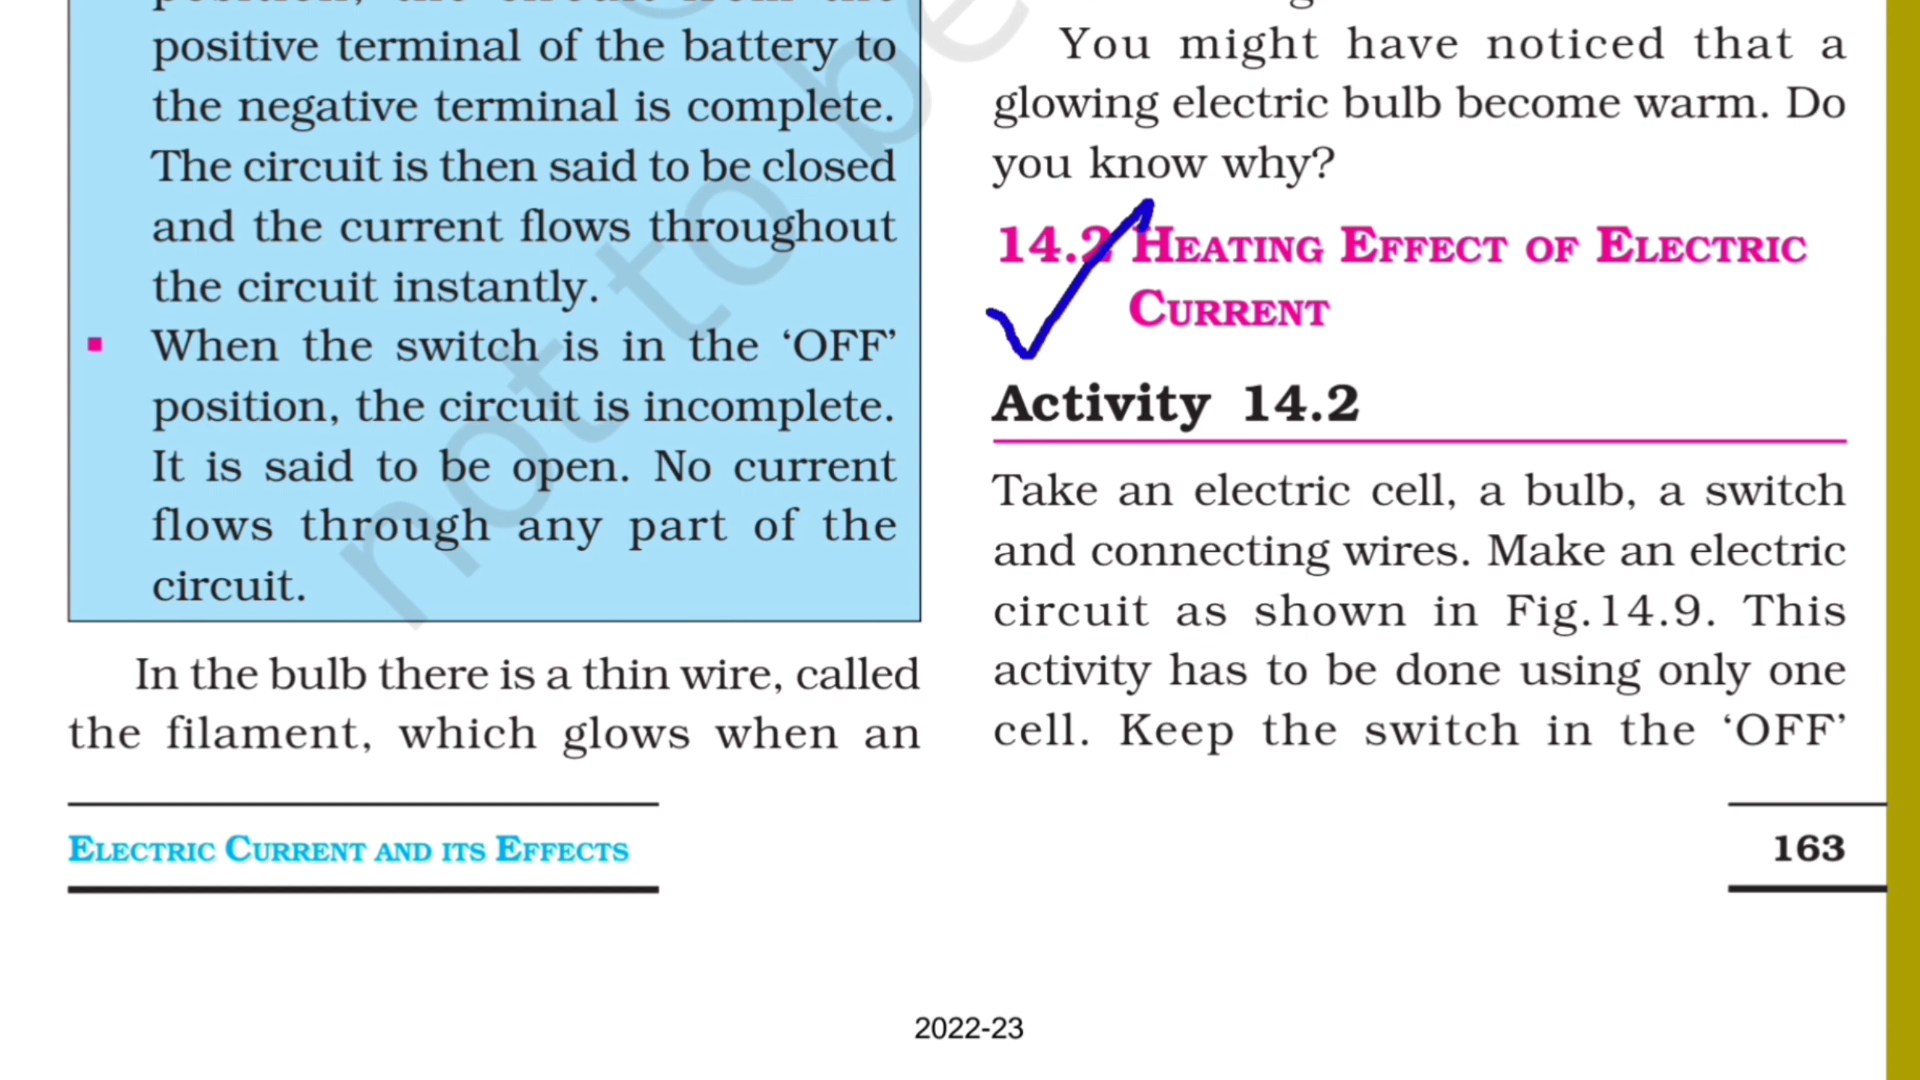 positive terminal of the battery to
the negative terminal is complete.
The circuit is then said to be closed
and the current flows throughout
the circuit instantly.
▪ When the switch is in the ‘OFF’
position, the circuit is incomplete.
It is said to be open. No current
flows through any part of the
circuit.
In the bulb there is a thin wire, called
the filament, which glows when an
You might have noticed that a
glowing electric bulb become warm. Do
you know why?
14.2 HEATING EFFECT OF ELECTRIC
CURRENT
Activity 14.2
Take an electric cell, a bulb, a switch
and connecting wires. Make an electric
circuit as shown in Fig.14.9. This
activity has to be done using only one
cell. Keep the switch in the ‘OFF’
ELECTRIC CURRENT AND ITS EFFECTS
163
2022-23
not to be